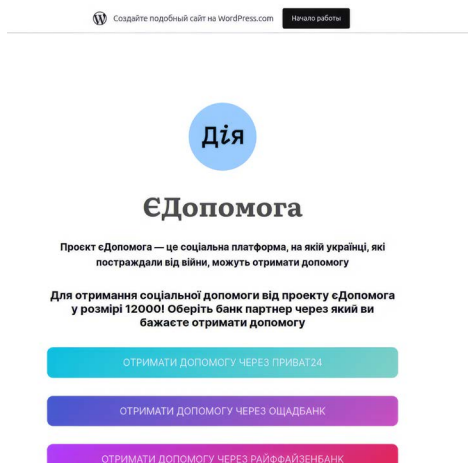 Создайте подобный сайт на WordPress.com
Начало работы
Дія
ЄДопомога
Проєкт єДопомога — це соціальна платформа, на якій українці, які
постраждали від війни, можуть отримати допомогу
Для отримання соціальної допомоги від проекту єДопомога
у розмірі 12000! Оберіть банк партнер через який ви
бажаєте отримати допомогу
ОТРИМАТИ ДОПОМОГУ ЧЕРЕЗ ПРИВАТ24
ОТРИМАТИ ДОПОМОГУ ЧЕРЕЗ ОЩАДБАНК
ОТРИМАТИ ДОПОМОГУ ЧЕРЕЗ РАЙФФАЙЗЕНБАНК